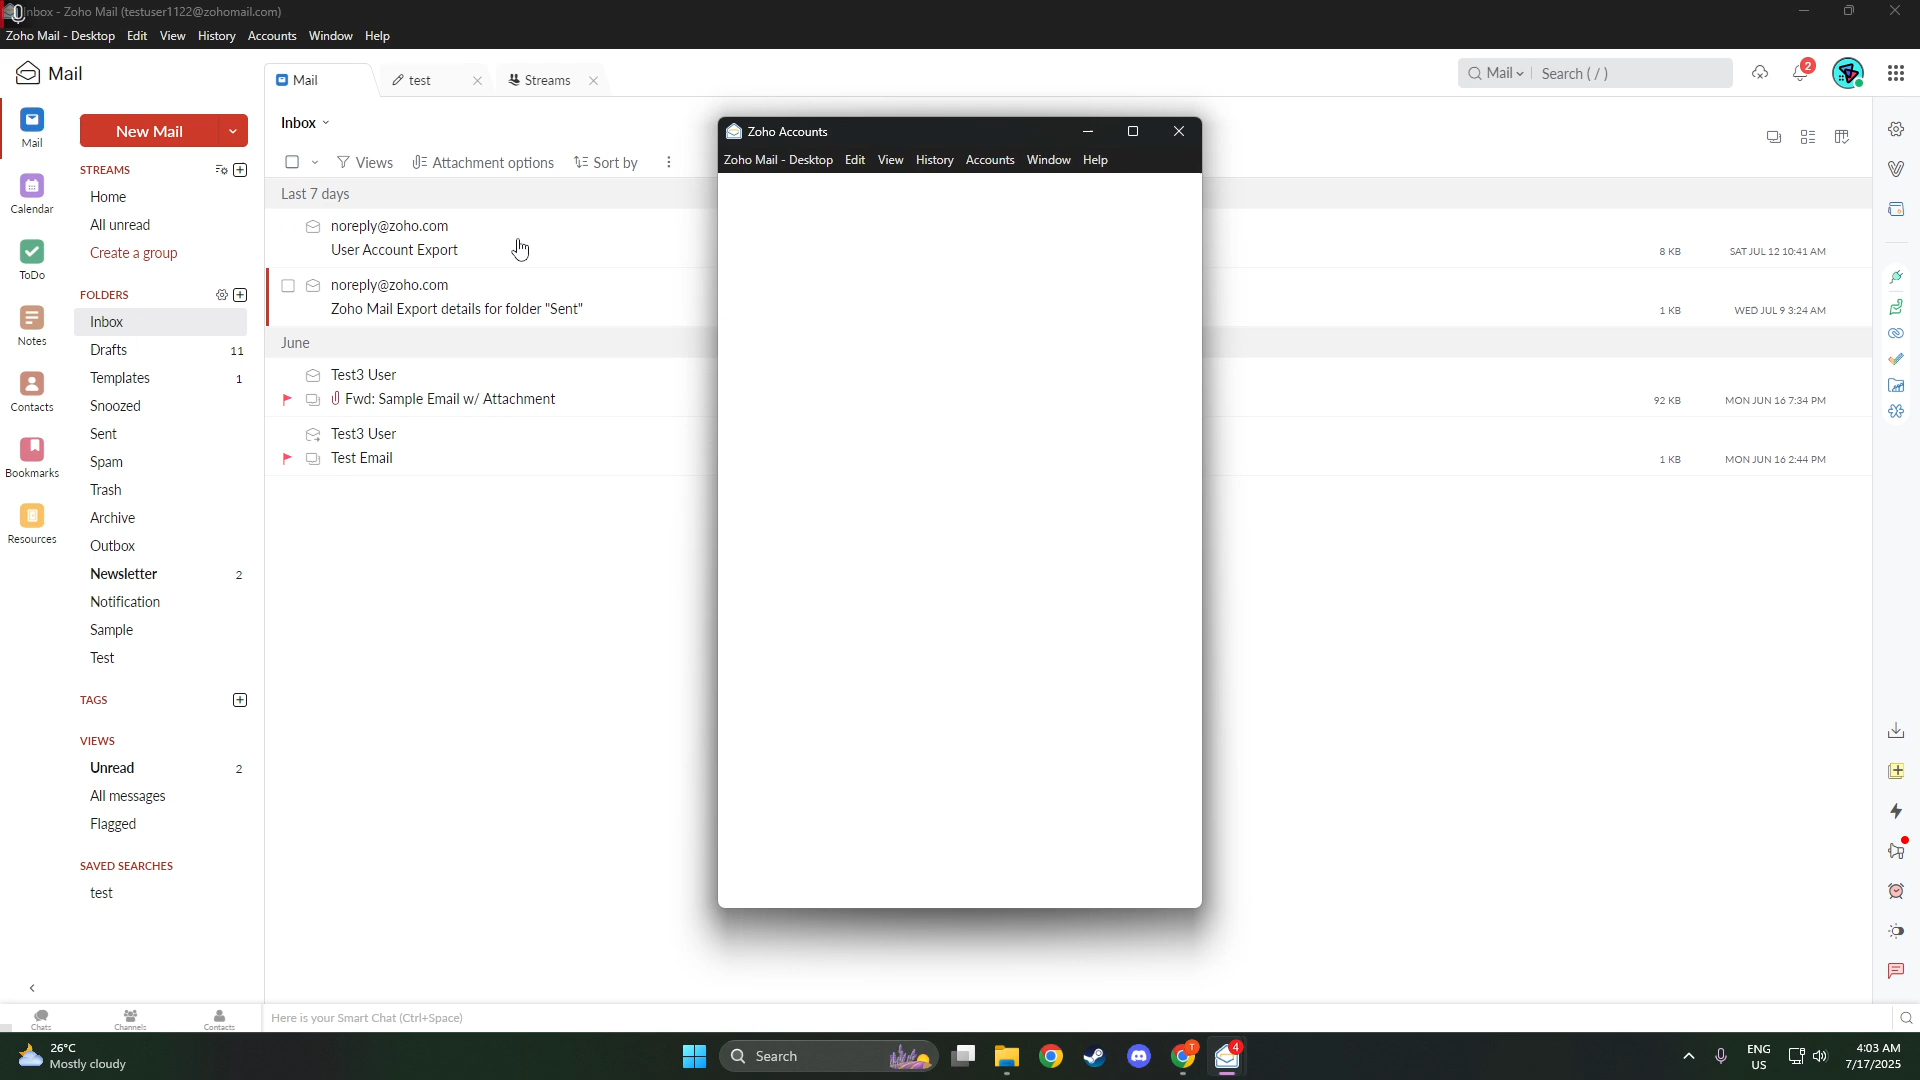 Inbox - Zoho Mail (testuser1122@zohomail.com)
Zoho Mail - Desktop Edit View History Accounts Window Help
Mail
Mail
test
Streams
Mail Search ( / )
2
Mail
Calendar
ToDo
Notes
Contacts
Bookmarks
Resources
New Mail
STREAMS
Home
All unread
Create a group
FOLDERS
Inbox
Drafts 11
Templates 1
Snoozed
Sent
Spam
Trash
Archive
Outbox
Newsletter 2
Notification
Sample
Test
TAGS
VIEWS
Unread 2
All messages
Flagged
SAVED SEARCHES
test
Inbox
Views Attachment options Sort by
Last 7 days
noreply@zoho.com
User Account Export 8 KB SAT JUL 12 10:41 AM
noreply@zoho.com
Zoho Mail Export details for folder "Sent" 1 KB WED JUL 9 3:24 AM
June
Test3 User
Fwd: Sample Email w/ Attachment 92 KB MON JUN 16 7:34 PM
Test3 User
Test Email 1 KB MON JUN 16 2:44 PM
Zoho Accounts
Zoho Mail - Desktop Edit View History Accounts Window Help
Chats Channels Contacts
Here is your Smart Chat (Ctrl+Space)
26°C
Mostly cloudy
Search
T
4
ENG
US
4:03 AM
7/17/2025